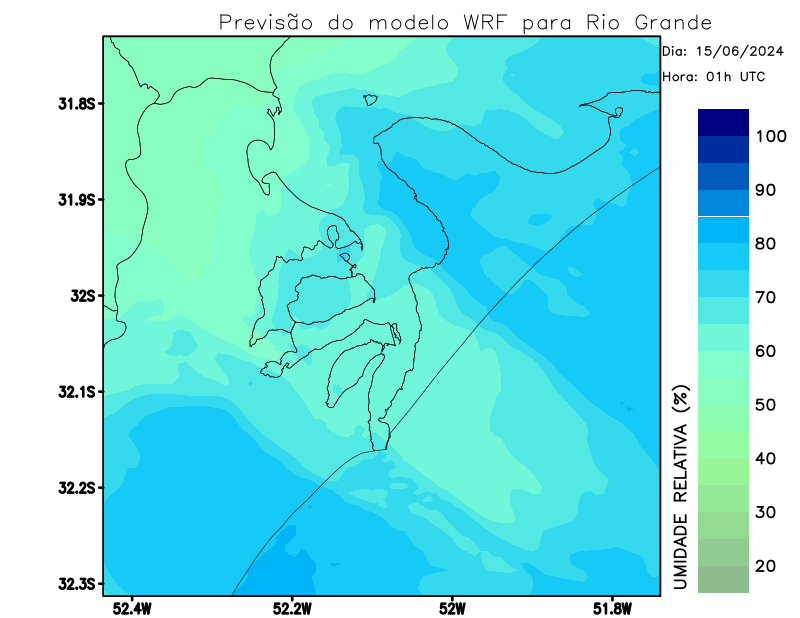 Previsão do modelo WRF para Rio Grande
Dia: 15/06/2024
Hora: 01h UTC
31.8S
31.9S
32S
32.1S
32.2S
32.3S
52.4W
52.2W
52W
51.8W
100
90
80
70
60
50
40
30
20
UMIDADE RELATIVA (%)